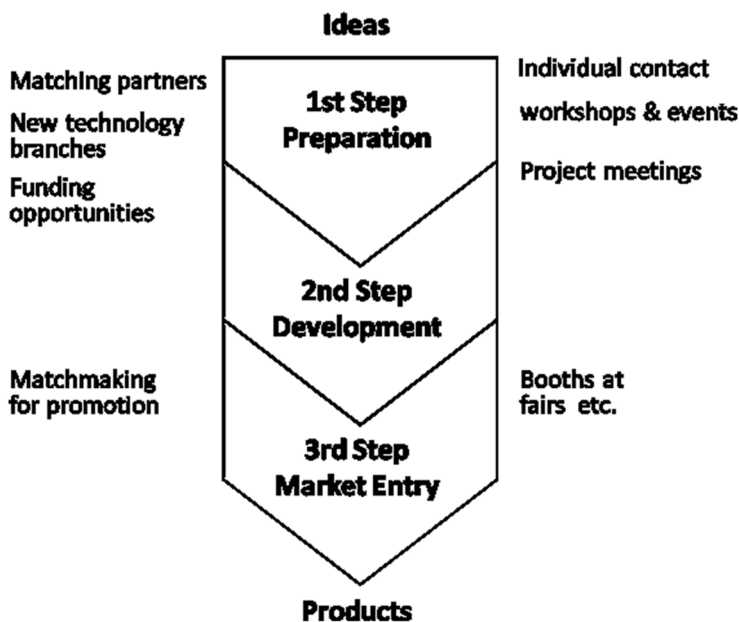 Ideas
Matching partners
New technology
branches
Funding
opportunities
1st Step
Preparation
Individual contact
workshops & events
Project meetings
2nd Step
Development
Matchmaking
for promotion
Booths at
fairs etc.
3rd Step
Market Entry
Products